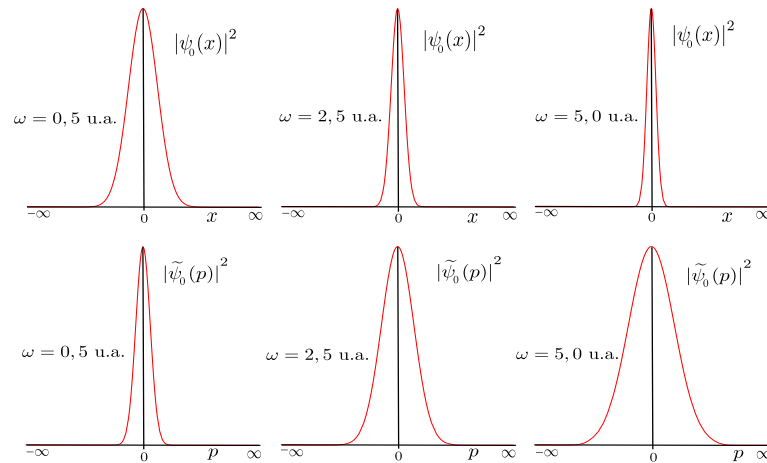 |ψ₀(x)|²
ω = 0,5 u.a.
−∞ 0 x ∞
|ψ₀(x)|²
ω = 2,5 u.a.
−∞ 0 x ∞
|ψ₀(x)|²
ω = 5,0 u.a.
−∞ 0 x ∞
|ψ̃₀(p)|²
ω = 0,5 u.a.
−∞ 0 p ∞
|ψ̃₀(p)|²
ω = 2,5 u.a.
−∞ 0 p ∞
|ψ̃₀(p)|²
ω = 5,0 u.a.
−∞ 0 p ∞